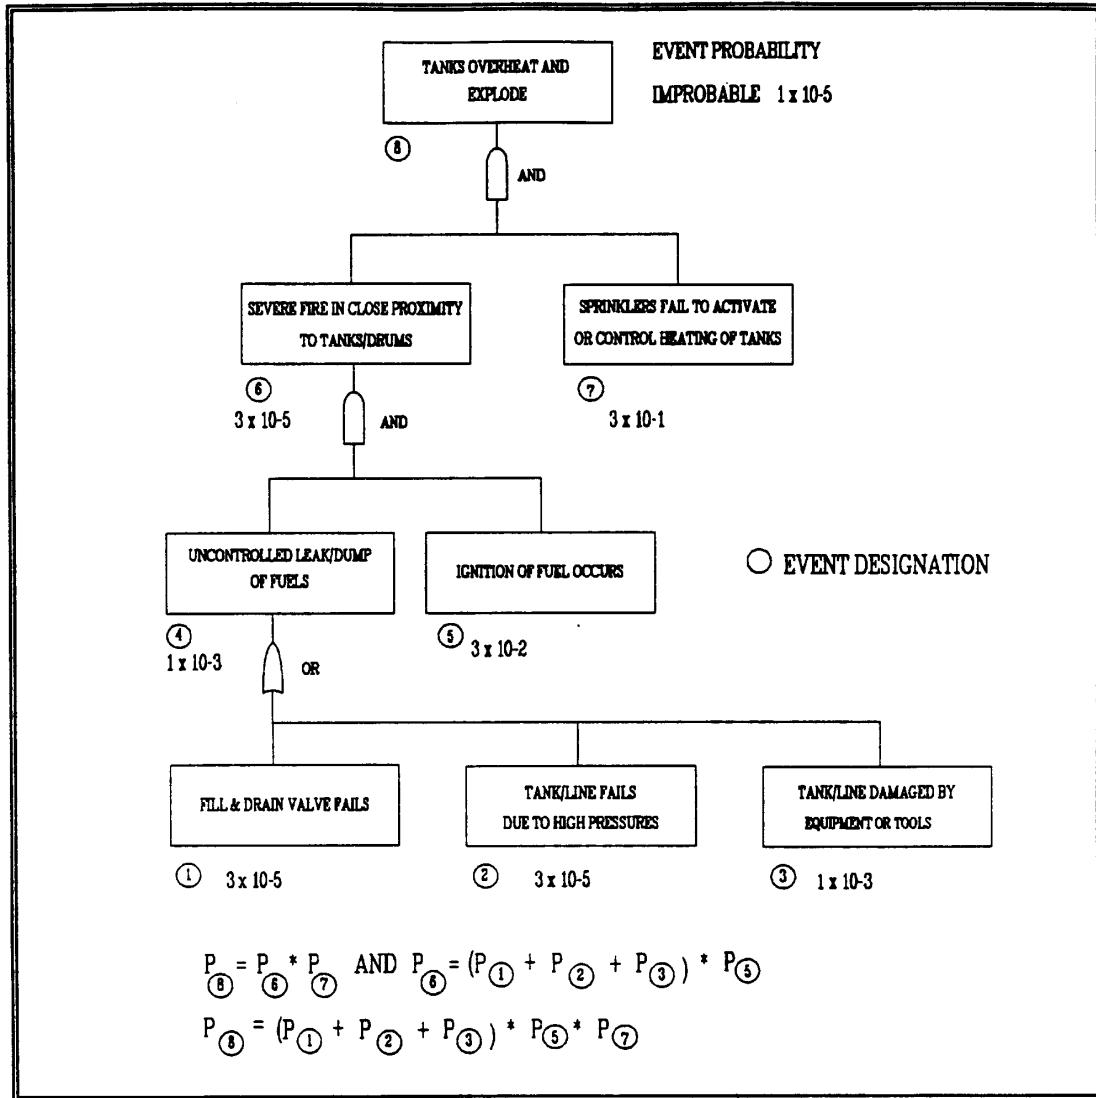 TANKS OVERHEAT AND
EXPLODE
EVENT PROBABILITY
IMPROBABLE 1 x 10-5
8
AND
SEVERE FIRE IN CLOSE PROXIMITY
TO TANKS/DRUMS
SPRINKLERS FAIL TO ACTIVATE
OR CONTROL HEATING OF TANKS
6
3 x 10-5
AND
7
3 x 10-1
UNCONTROLLED LEAK/DUMP
OF FUELS
IGNITION OF FUEL OCCURS
EVENT DESIGNATION
4
1 x 10-3
OR
5
3 x 10-2
FILL & DRAIN VALVE FAILS
TANK/LINE FAILS
DUE TO HIGH PRESSURES
TANK/LINE DAMAGED BY
EQUIPMENT OR TOOLS
1 3 x 10-5
2 3 x 10-5
3 1 x 10-3
P8 = P6 * P7 AND P6 = (P1 + P2 + P3) * P5
P8 = (P1 + P2 + P3) * P5 * P7